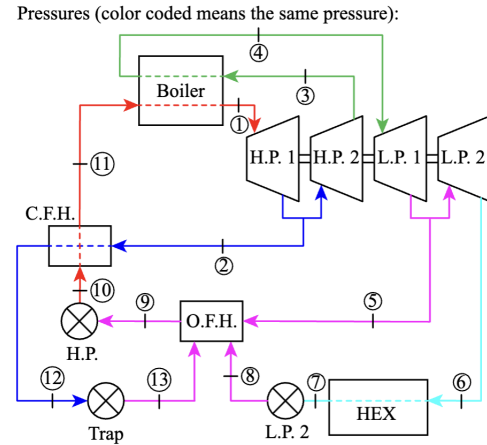 Pressures (color coded means the same pressure):
④
Boiler
③
①
⑪
H.P. 1
H.P. 2
L.P. 1
L.P. 2
C.F.H.
②
⑩
⑨
O.F.H.
⑤
H.P.
⑫
⑬
⑧
⑦
⑥
HEX
Trap
L.P. 2